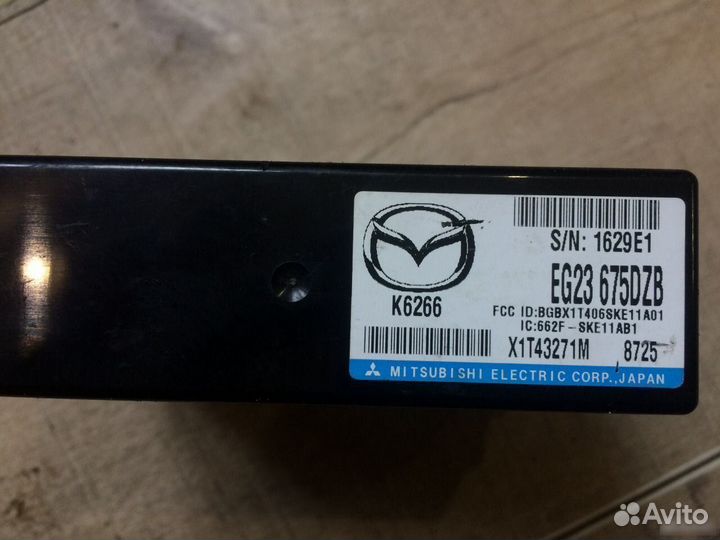 S/N: 1629E1
EG23 675DZB
K6266
FCC ID:BGBX1T406SKE11A01
IC:662F-SKE11AB1
X1T43271M 8725
MITSUBISHI ELECTRIC CORP.,JAPAN
Avito